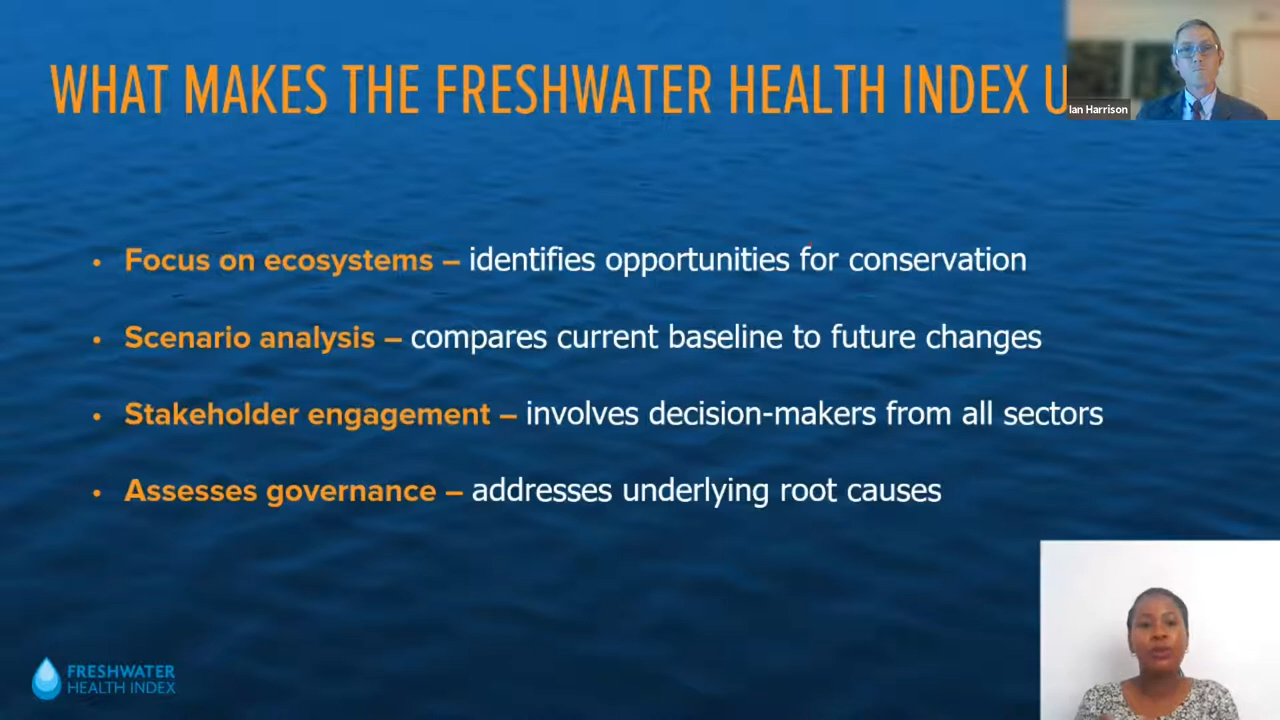 WHAT MAKES THE FRESHWATER HEALTH INDEX U
Ian Harrison
• Focus on ecosystems – identifies opportunities for conservation
• Scenario analysis – compares current baseline to future changes
• Stakeholder engagement – involves decision-makers from all sectors
• Assesses governance – addresses underlying root causes
FRESHWATER
HEALTH INDEX